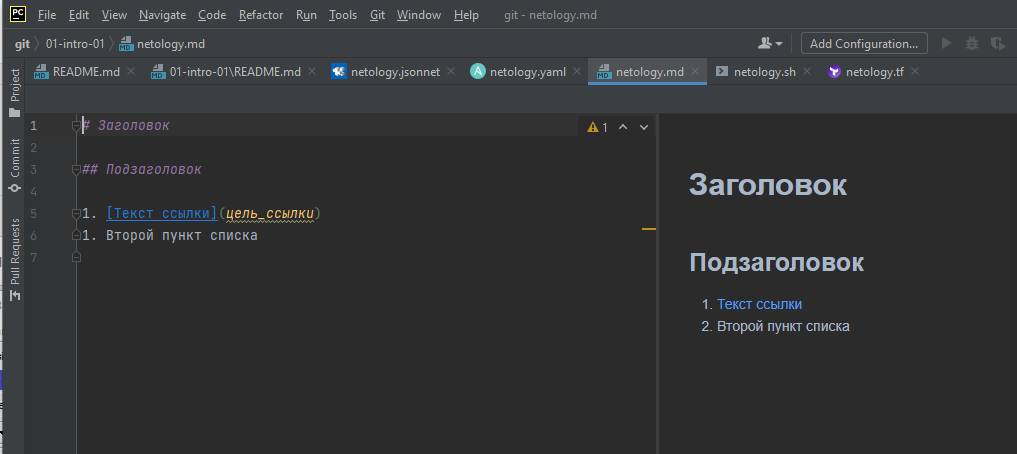 PC File Edit View Navigate Code Refactor Run Tools Git Window Help git - netology.md
git 01-intro-01 netology.md Add Configuration...
README.md 01-intro-01\README.md netology.jsonnet netology.yaml netology.md netology.sh netology.tf
Project
Commit
Pull Requests
1 # Заголовок
2
3 ## Подзаголовок
4
5 1. [Текст ссылки](цель_ссылки)
6 1. Второй пункт списка
7
1
Заголовок
Подзаголовок
1. Текст ссылки
2. Второй пункт списка